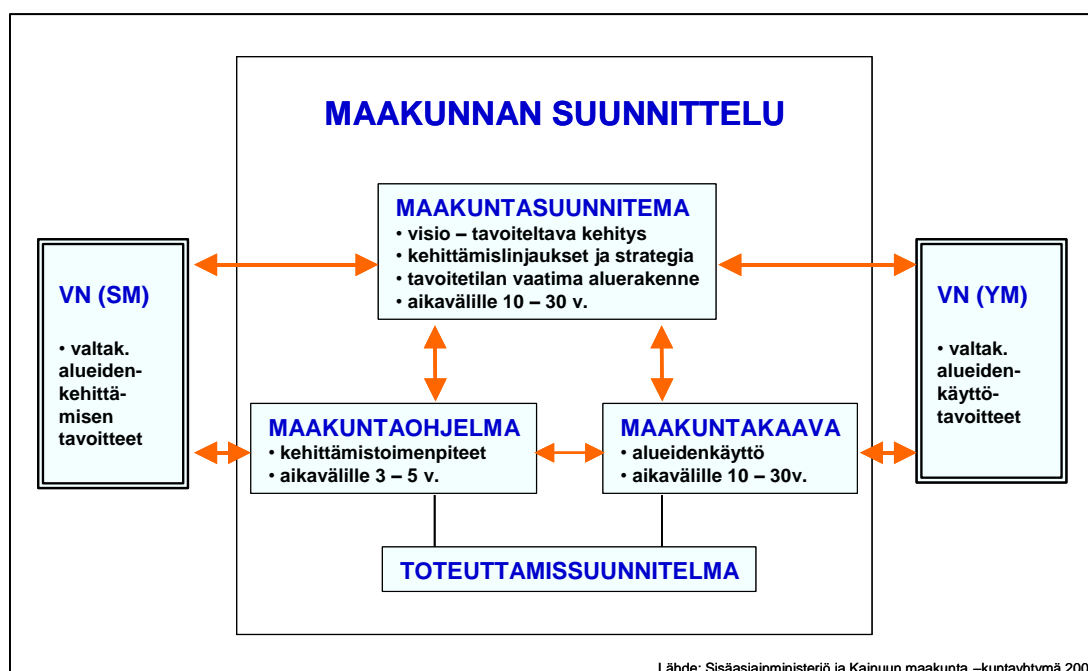 MAAKUNNAN SUUNNITTELU
MAAKUNTASUUNNITEMA
• visio – tavoiteltava kehitys
• kehittämislinjaukset ja strategia
• tavoitetilan vaatima aluerakenne
• aikavälille 10 – 30 v.
VN (SM)
• valtak.
alueiden-
kehittä-
misen
tavoitteet
VN (YM)
• valtak.
alueiden-
käyttö-
tavoitteet
MAAKUNTAOHJELMA
• kehittämistoimenpiteet
• aikavälille 3 – 5 v.
MAAKUNTAKAAVA
• alueidenkäyttö
• aikavälille 10 – 30v.
TOTEUTTAMISSUUNNITELMA
Lähde: Sisäasiainministeriö ja Kainuun maakunta –kuntayhtymä